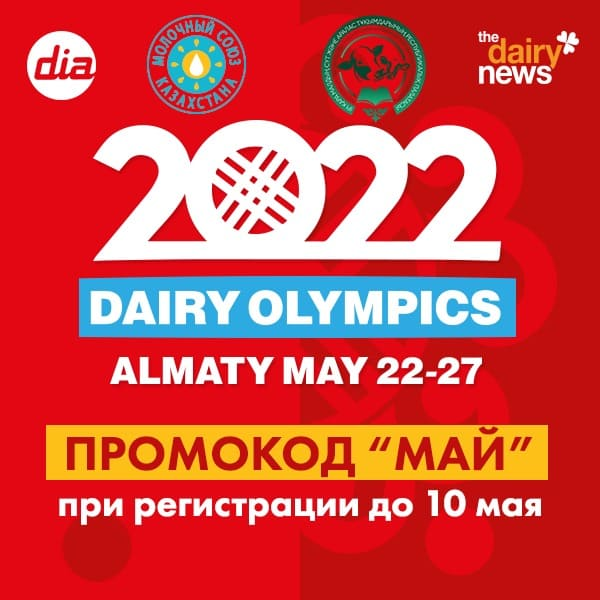 dia
МОЛОЧНЫЙ СОЮЗ
КАЗАХСТАНА
the
dairy
news
2022
DAIRY OLYMPICS
ALMATY MAY 22-27
ПРОМОКОД “МАЙ”
при регистрации до 10 мая